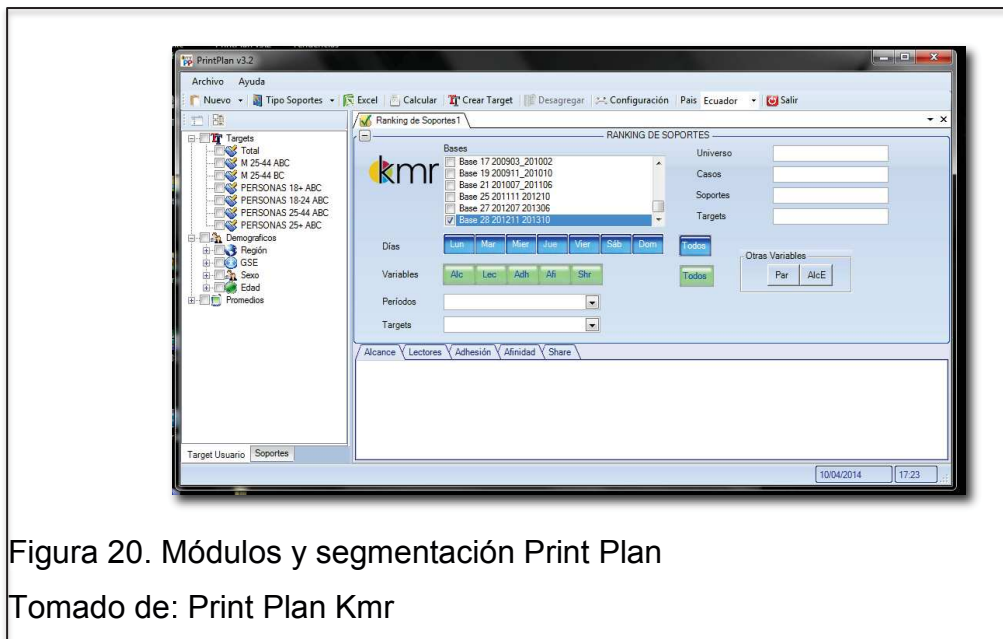 PrintPlan v3.2
Archivo Ayuda
Nuevo Tipo Soportes Excel Calcular Crear Target Desagregar Configuración Pais Ecuador Salir
Ranking de Soportes1
Targets
Total
M 25-44 ABC
M 25-44 BC
PERSONAS 18+ ABC
PERSONAS 18-24 ABC
PERSONAS 25-44 ABC
PERSONAS 25+ ABC
Demograficos
Región
GSE
Sexo
Edad
Promedios
Target Usuario Soportes
RANKING DE SOPORTES
kmr
Bases
Base 17 200903_201002
Base 19 200911_201010
Base 21 201007_201106
Base 25 201111 201210
Base 27 201207 201306
Base 28 201211 201310
Universo
Casos
Soportes
Targets
Días Lun Mar Mier Jue Vier Sáb Dom Todos
Variables Alc Lec Adh Afi Shr Todos
Otras Variables
Par AlcE
Períodos
Targets
Alcance Lectores Adhesión Afinidad Share
10/04/2014 17:23
Figura 20. Módulos y segmentación Print Plan
Tomado de: Print Plan Kmr